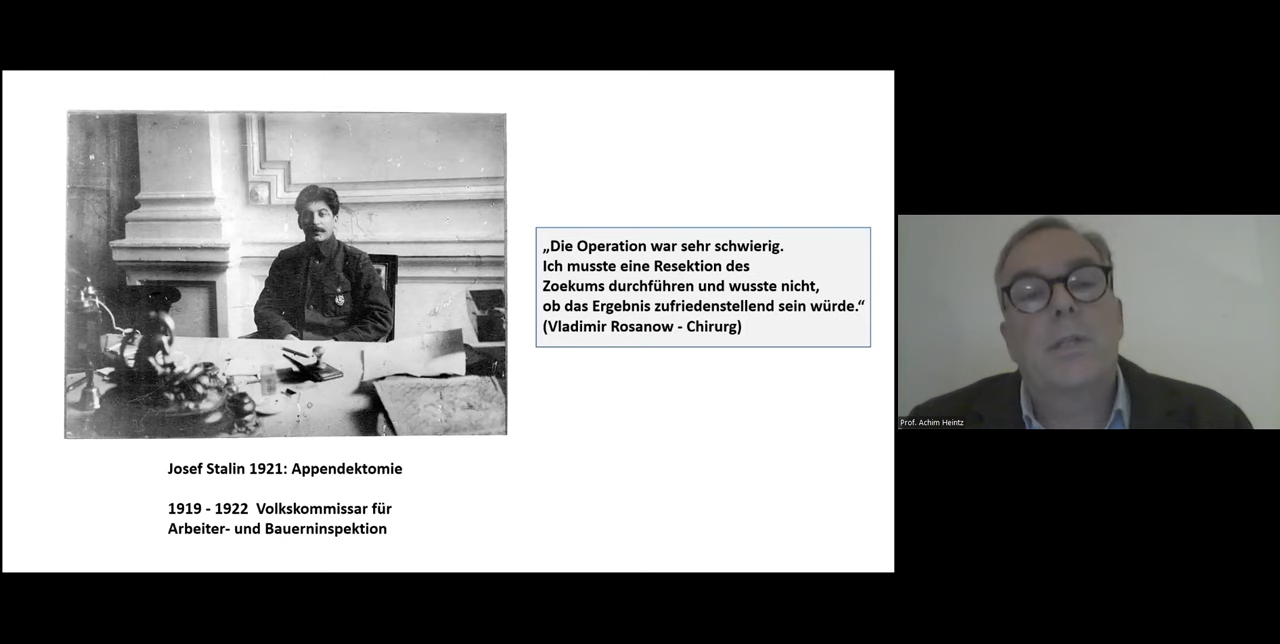 „Die Operation war sehr schwierig.
Ich musste eine Resektion des
Zoekums durchführen und wusste nicht,
ob das Ergebnis zufriedenstellend sein würde.“
(Vladimir Rosanow - Chirurg)
Josef Stalin 1921: Appendektomie
1919 - 1922  Volkskommissar für
Arbeiter- und Bauerninspektion
Prof. Achim Heintz